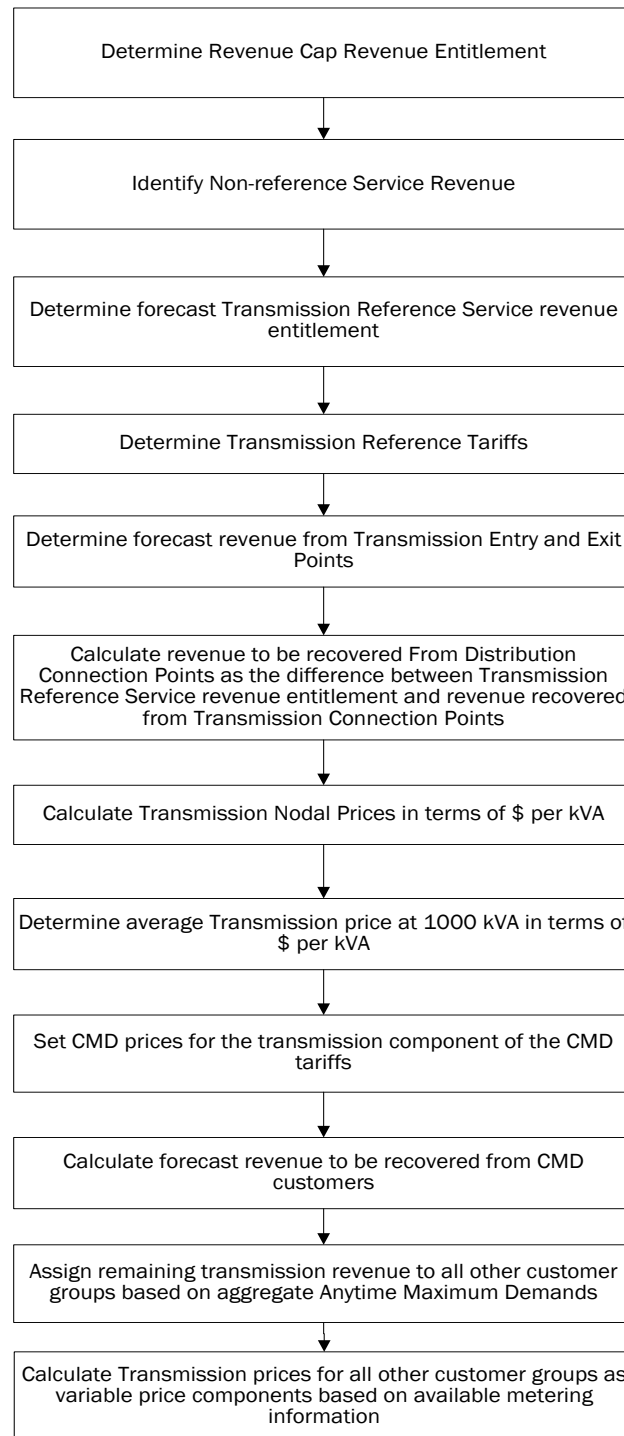 Determine Revenue Cap Revenue Entitlement
Identify Non-reference Service Revenue
Determine forecast Transmission Reference Service revenue
entitlement
Determine Transmission Reference Tariffs
Determine forecast revenue from Transmission Entry and Exit
Points
Calculate revenue to be recovered From Distribution
Connection Points as the difference between Transmission
Reference Service revenue entitlement and revenue recovered
from Transmission Connection Points
Calculate Transmission Nodal Prices in terms of $ per kVA
Determine average Transmission price at 1000 kVA in terms of
$ per kVA
Set CMD prices for the transmission component of the CMD
tariffs
Calculate forecast revenue to be recovered from CMD
customers
Assign remaining transmission revenue to all other customer
groups based on aggregate Anytime Maximum Demands
Calculate Transmission prices for all other customer groups as
variable price components based on available metering
information